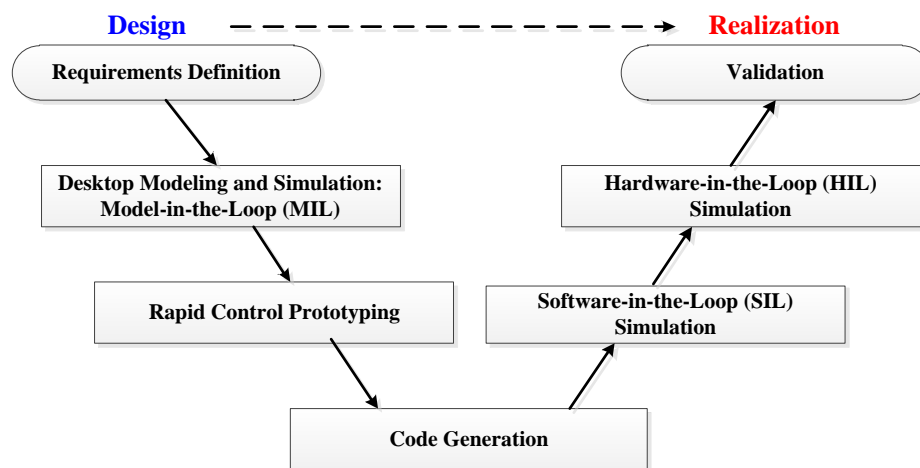 Design
Realization
Requirements Definition
Validation
Desktop Modeling and Simulation:
Model-in-the-Loop (MIL)
Hardware-in-the-Loop (HIL)
Simulation
Rapid Control Prototyping
Software-in-the-Loop (SIL)
Simulation
Code Generation